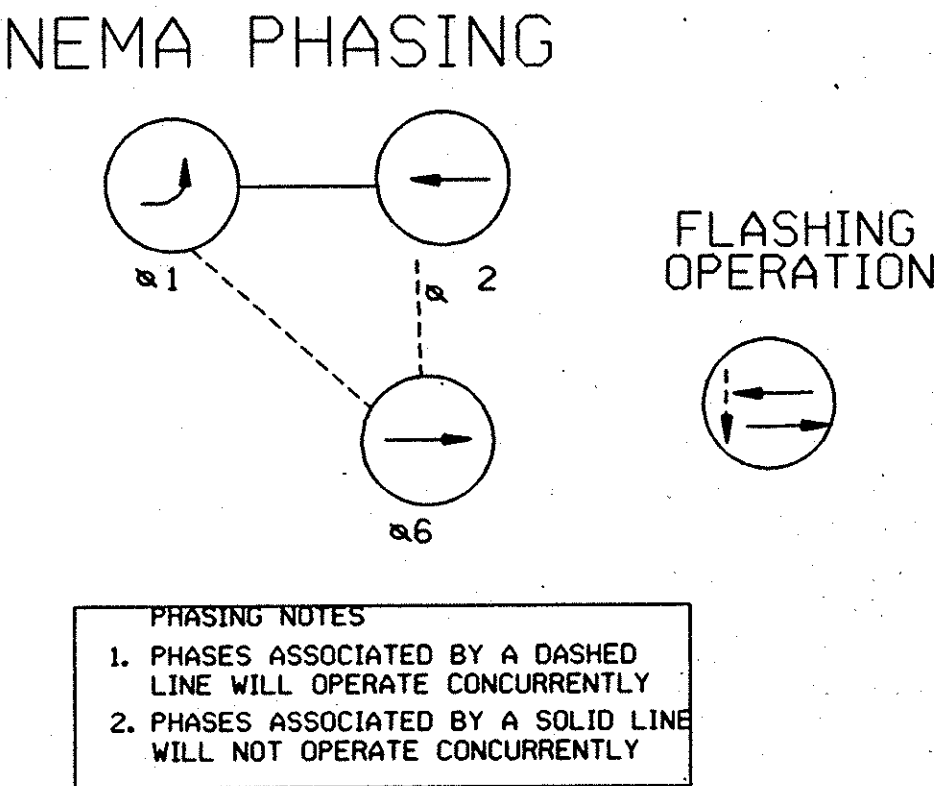 NEMA PHASING
ø1
ø 2
FLASHING
OPERATION
ø6
PHASING NOTES
1. PHASES ASSOCIATED BY A DASHED
LINE WILL OPERATE CONCURRENTLY
2. PHASES ASSOCIATED BY A SOLID LINE
WILL NOT OPERATE CONCURRENTLY